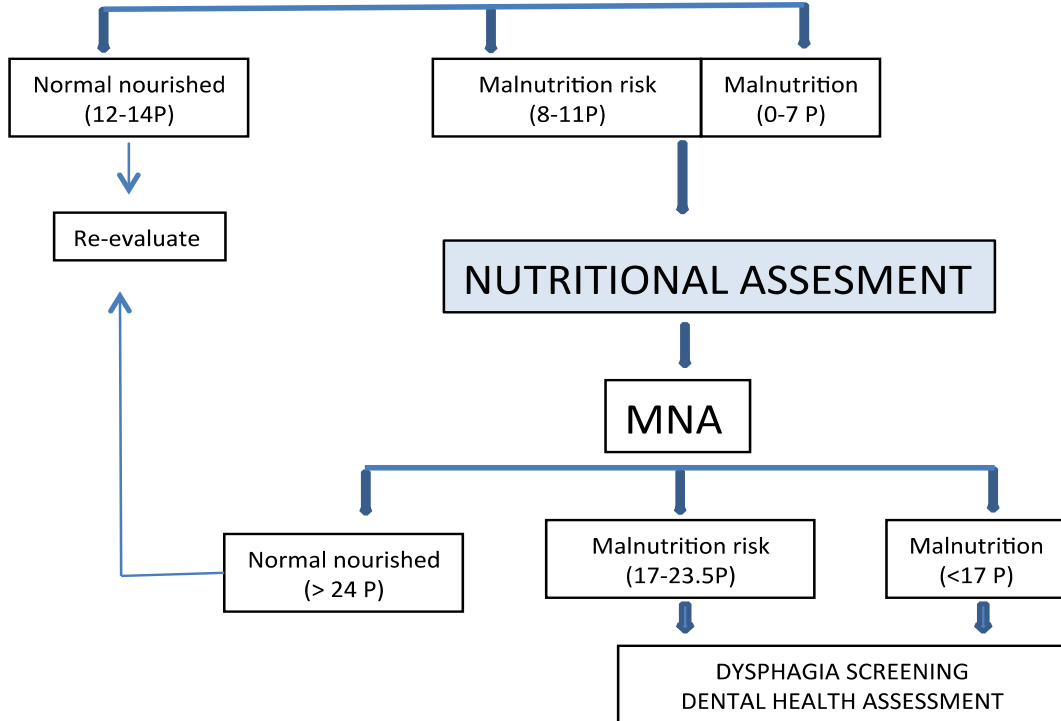 Normal nourished
(12-14P)
Malnutrition risk
(8-11P)
Malnutrition
(0-7 P)
Re-evaluate
NUTRITIONAL ASSESMENT
MNA
Normal nourished
(> 24 P)
Malnutrition risk
(17-23.5P)
Malnutrition
(<17 P)
DYSPHAGIA SCREENING
DENTAL HEALTH ASSESSMENT